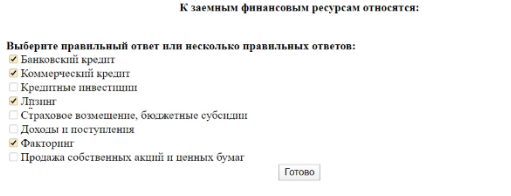 К заемным финансовым ресурсам относятся:
Выберите правильный ответ или несколько правильных ответов:
Банковский кредит
Коммерческий кредит
Кредитные инвестиции
Лизинг
Страховое возмещение, бюджетные субсидии
Доходы и поступления
Факторинг
Продажа собственных акций и ценных бумаг
Готово